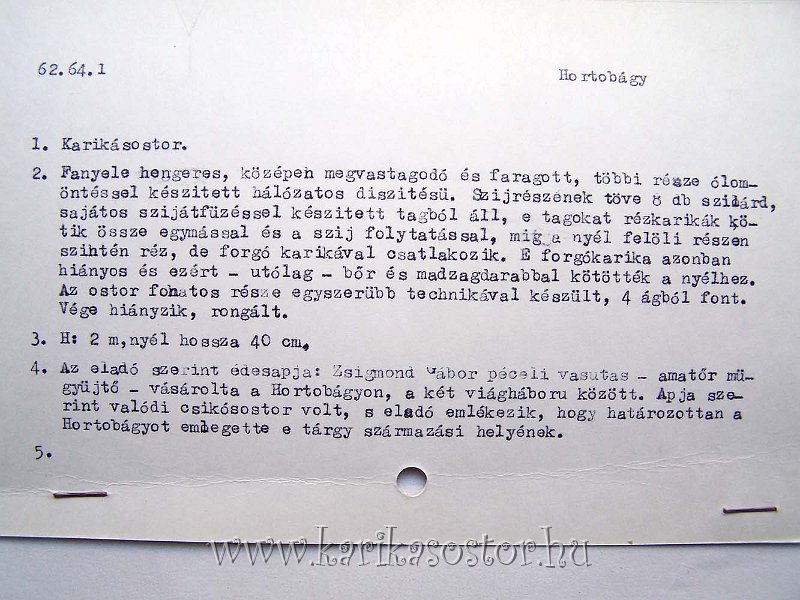 62.64.1
Hortobágy
1. Karikásostor.
2. Fanyele hengeres, középen megvastagodó és faragott, többi része ólom-
öntéssel készitett hálózatos diszitésü. Szijrészének töve 8 db szilárd,
sajátos szijátfüzéssel készitett tagból áll, e tagokat rézkarikák kö-
tik össze egymással és a szij folytatással, mig a nyél felöli részen
szintén réz, de forgó karikával csatlakozik. E forgókarika azonban
hiányos és ezért - utólag - bőr és madzagdarabbal kötötték a nyélhez.
Az ostor fonatos része egyszerübb technikával készült, 4 ágból font.
Vége hiányzik, rongált.
3. H: 2 m,nyél hossza 40 cm.
4. Az eladó szerint édesapja: Zsigmond Gábor péceli vasutas - amatőr mü-
gyüjtő - vásárolta a Hortobágyon, a két világháboru között. Apja sze-
rint valódi csikósostor volt, s eladó emlékezik, hogy határozottan a
Hortobágyot emlegette e tárgy származási helyének.
5.
www.karikasostor.hu